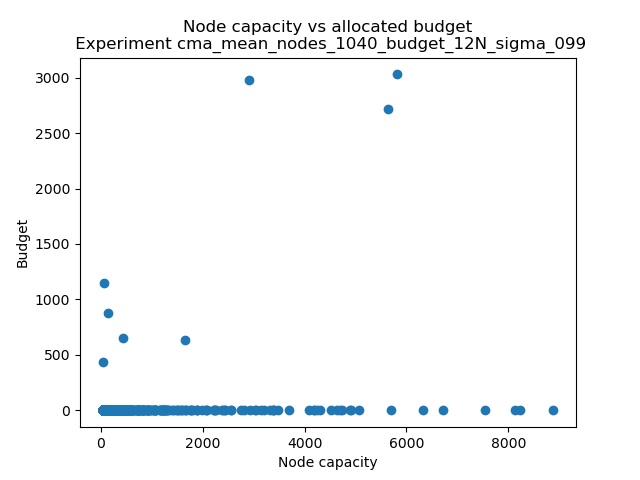 Node capacity vs allocated budget
Experiment cma_mean_nodes_1040_budget_12N_sigma_099
3000
2500
2000
1500
1000
500
0
Budget
0 2000 4000 6000 8000
Node capacity